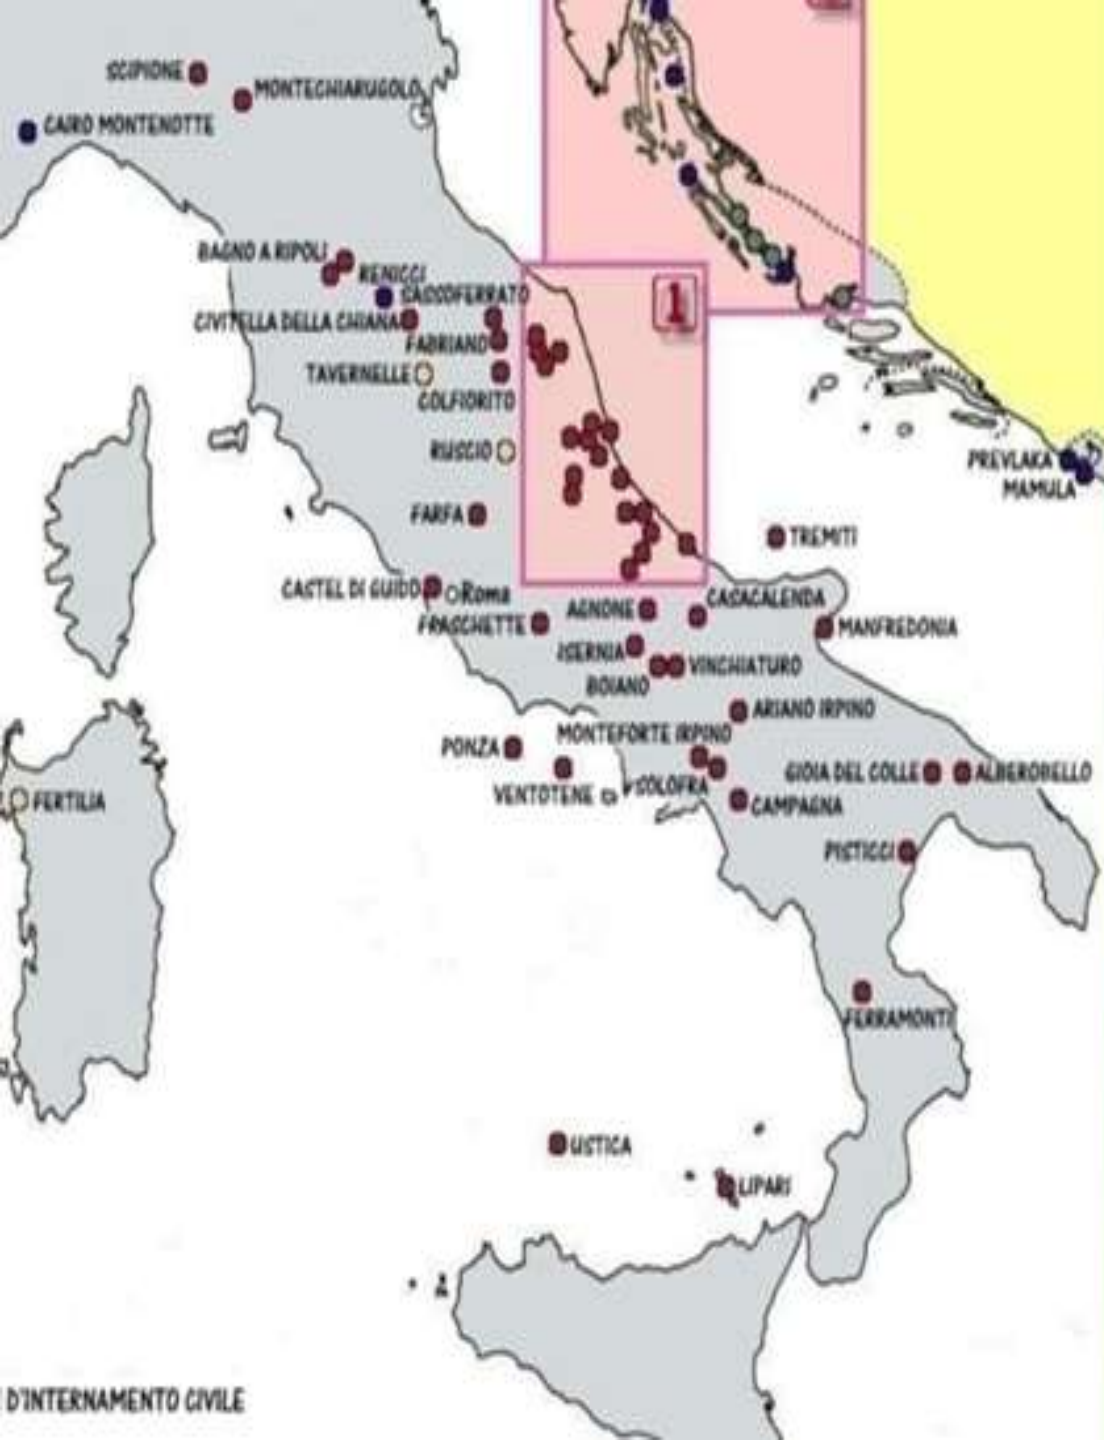 SCIPIONE
MONTECHIARUGOLO
CAIRO MONTENOTTE
BAGNO A RIPOLI
RENICCI
SASSOFERRATO
CIVITELLA DELLA CHIANA
FABRIANO
1
TAVERNELLE
COLFIORITO
RUSCIO
PREVLAKA
MAMULA
FARFA
TREMITI
CASTEL DI GUIDO
Roma
AGNONE
CASACALENDA
FRASCHETTE
MANFREDONIA
ISERNIA
VINCHIATURO
BOIANO
ARIANO IRPINO
MONTEFORTE IRPINO
PONZA
GIOIA DEL COLLE
ALBEROBELLO
VENTOTENE
SOLOFRA
FERTILIA
CAMPAGNA
PISTICCI
FERRAMONTI
USTICA
LIPARI
D'INTERNAMENTO CIVILE